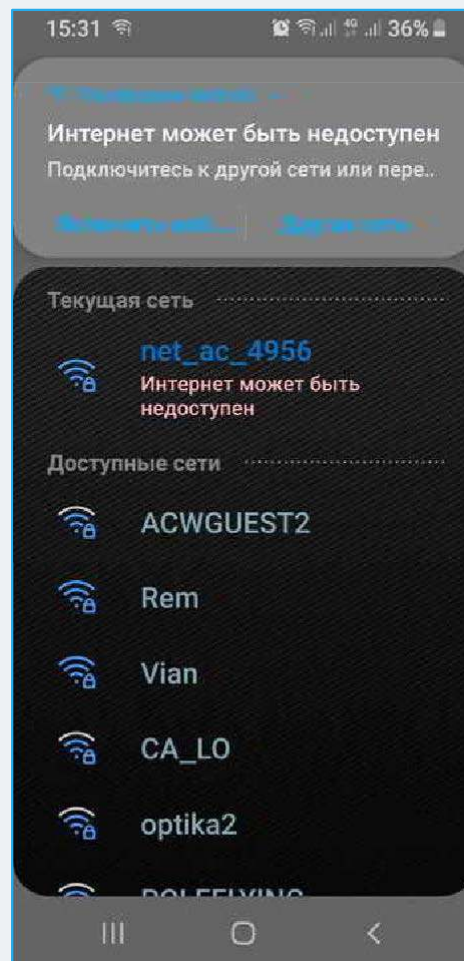 15:31 4G 36%
Интернет может быть недоступен
Подключитесь к другой сети или пере..
Текущая сеть
net_ac_4956
Интернет может быть
недоступен
Доступные сети
ACWGUEST2
Rem
Vian
CA_LO
optika2